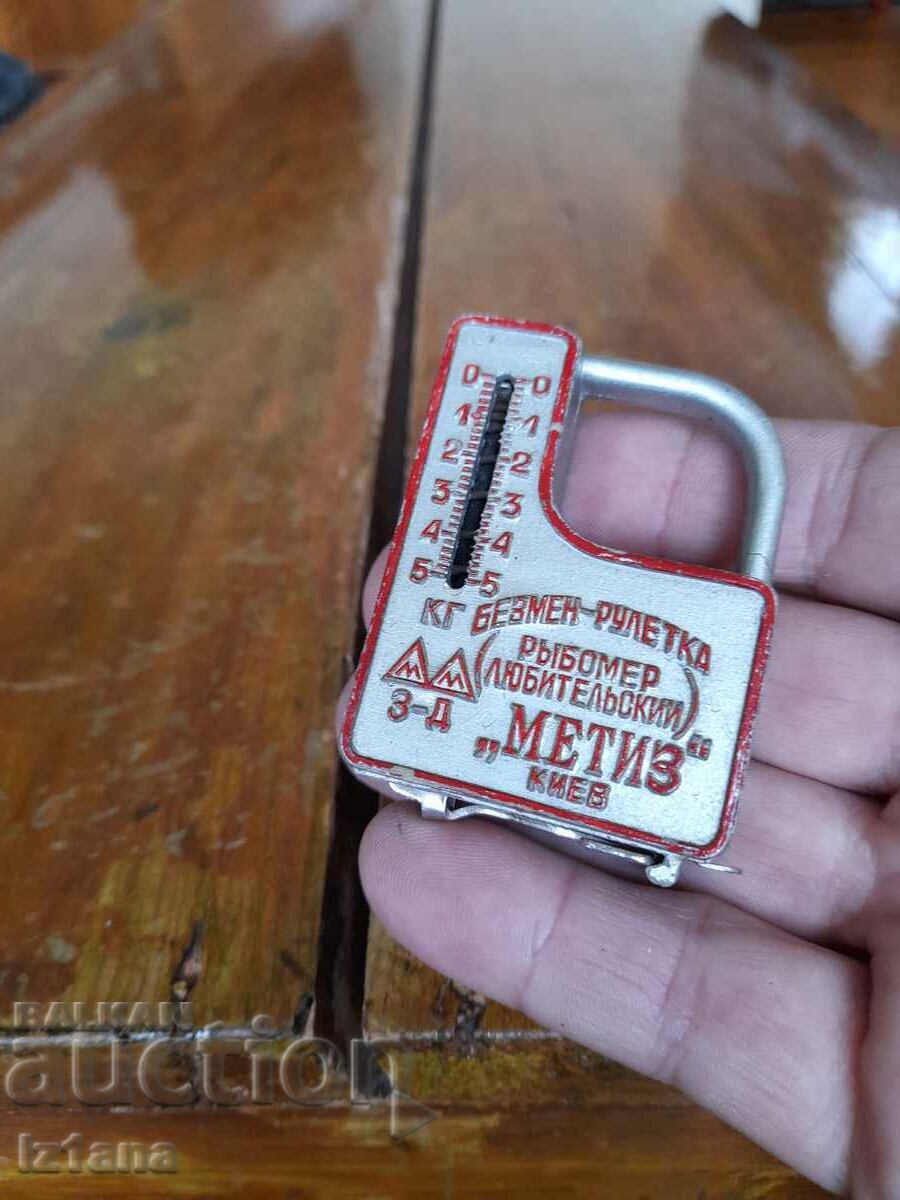 0 0
1 1
2 2
3 3
4 4
5 5
КГ
БЕЗМЕН-РУЛЕТКА
(РЫБОМЕР
ЛЮБИТЕЛЬСКИЙ)
М М
З-Д
„МЕТИЗ“
КИЕВ
BALKAN
auction
Iz1ana